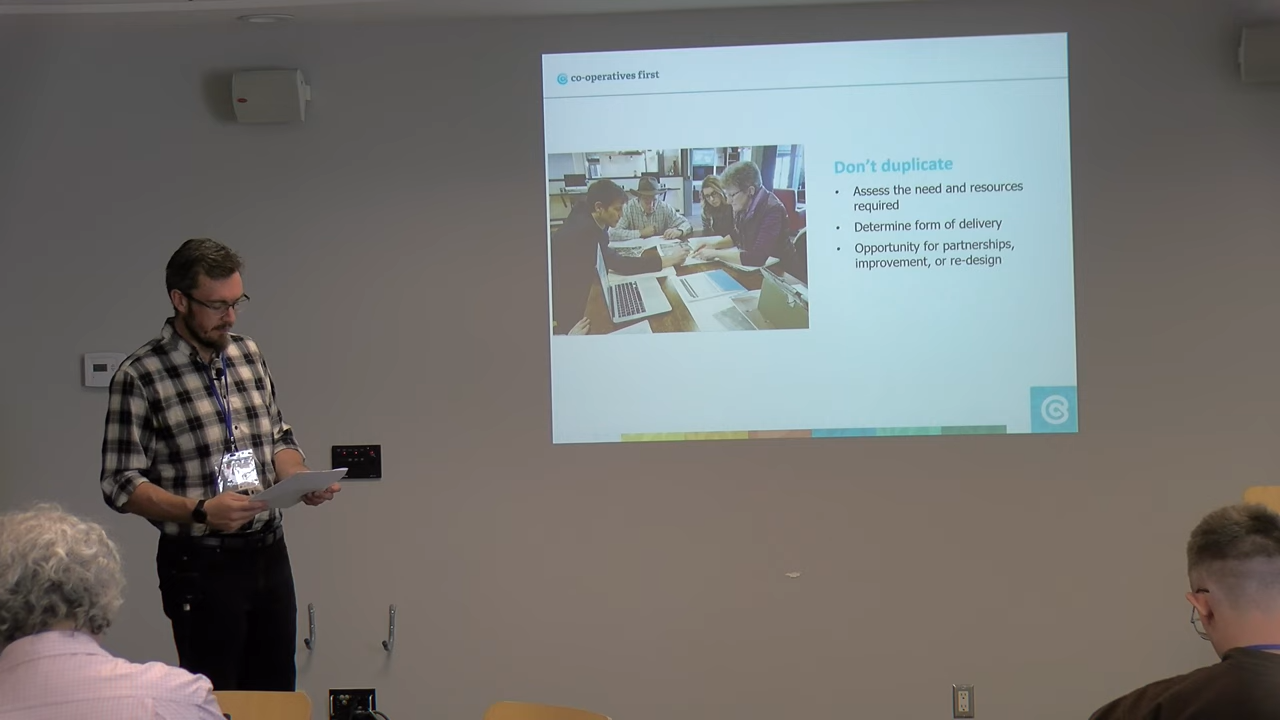 co-operatives first
Don't duplicate
• Assess the need and resources
required
• Determine form of delivery
• Opportunity for partnerships,
improvement, or re-design